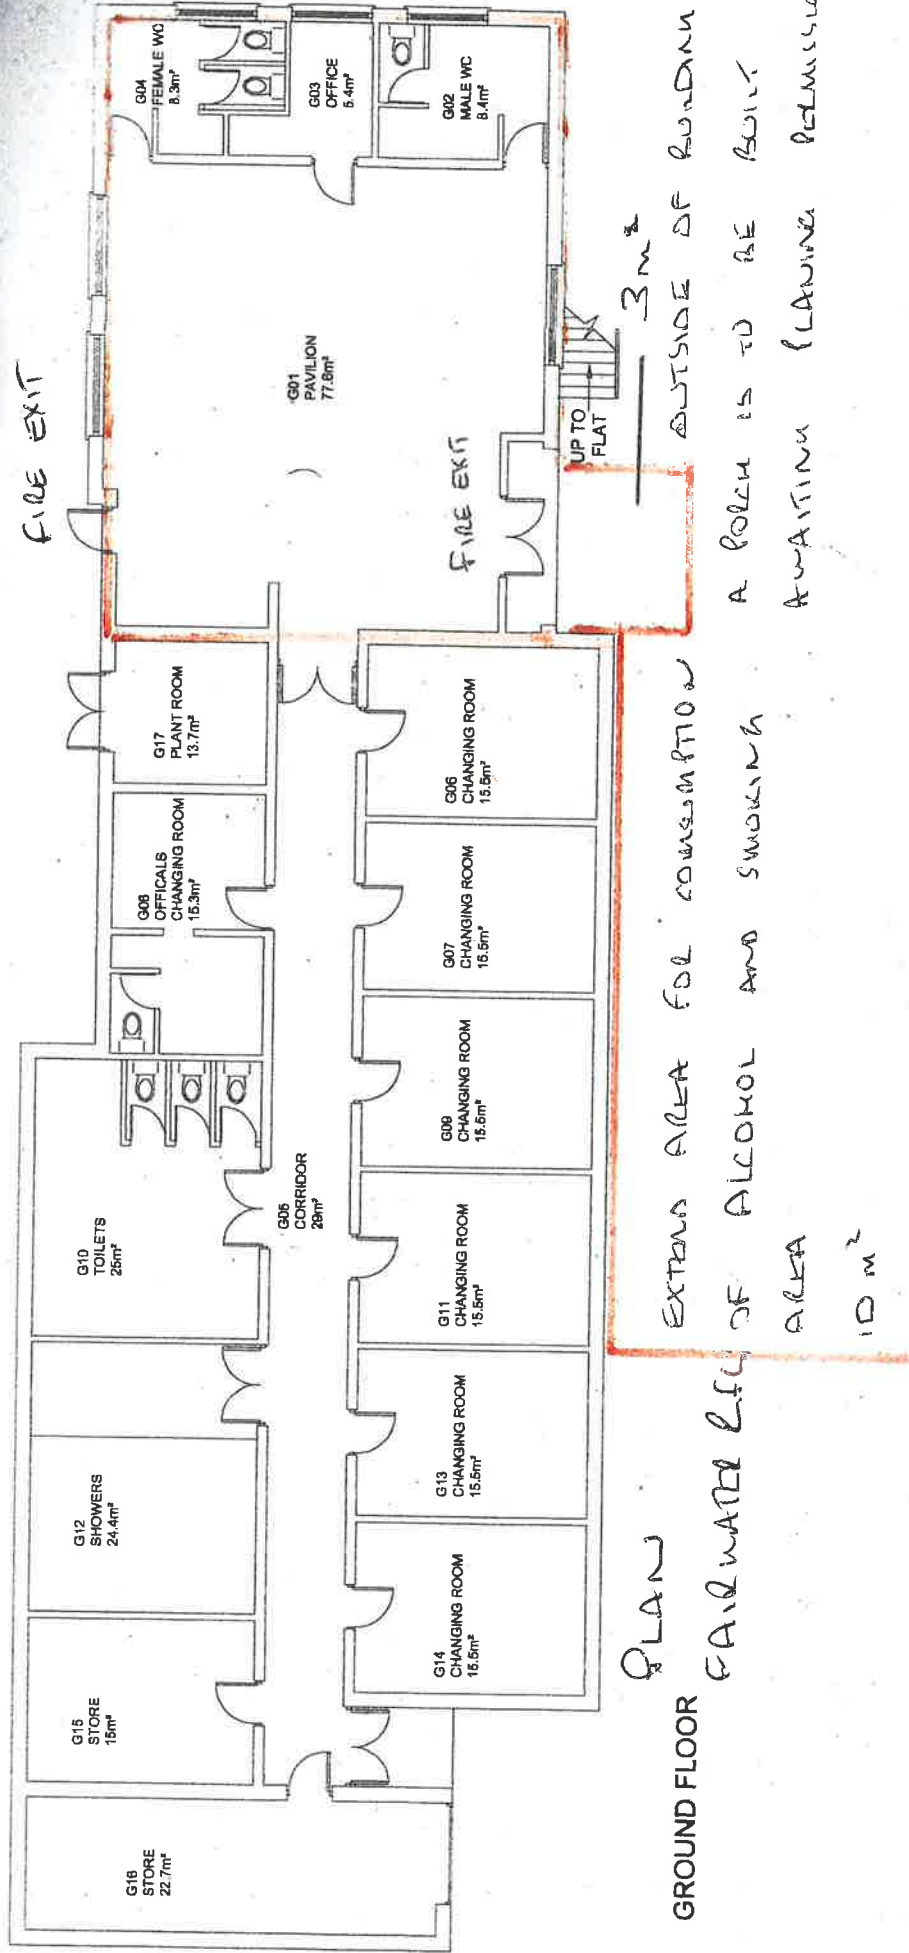 FIRE EXIT
G16
STORE
22.7m²
G15
STORE
15m²
G12
SHOWERS
24.4m²
G10
TOILETS
25m²
G08
OFFICALS
CHANGING ROOM
15.3m²
G17
PLANT ROOM
13.7m²
G04
FEMALE WC
8.3m²
G03
OFFICE
5.4m²
G02
MALE WC
8.4m²
G01
PAVILION
77.6m²
G05
CORRIDOR
29m²
FIRE EXIT
G14
CHANGING ROOM
15.5m²
G13
CHANGING ROOM
15.5m²
G11
CHANGING ROOM
15.5m²
G09
CHANGING ROOM
15.5m²
G07
CHANGING ROOM
15.5m²
G06
CHANGING ROOM
15.5m²
UP TO
FLAT
3m²
PLAN
GROUND FLOOR
FAIRWATER RFC
EXTEND AREA FOR CONSUMPTION
OF ALCOHOL AND SMOKING
AREA
10m²
OUTSIDE OF BUILDING
A PORCH IS TO BE BUILT
AWAITING PLANING